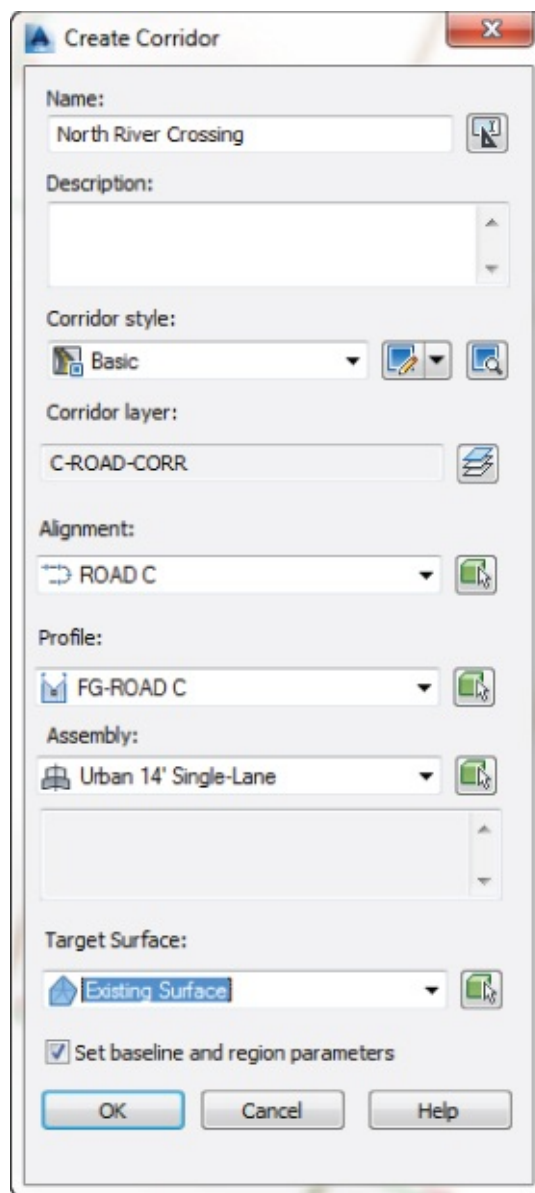 Create Corridor
Name:
North River Crossing
Description:
Corridor style:
Basic
Corridor layer:
C-ROAD-CORR
Alignment:
ROAD C
Profile:
FG-ROAD C
Assembly:
Urban 14' Single-Lane
Target Surface:
Existing Surface
Set baseline and region parameters
OK Cancel Help